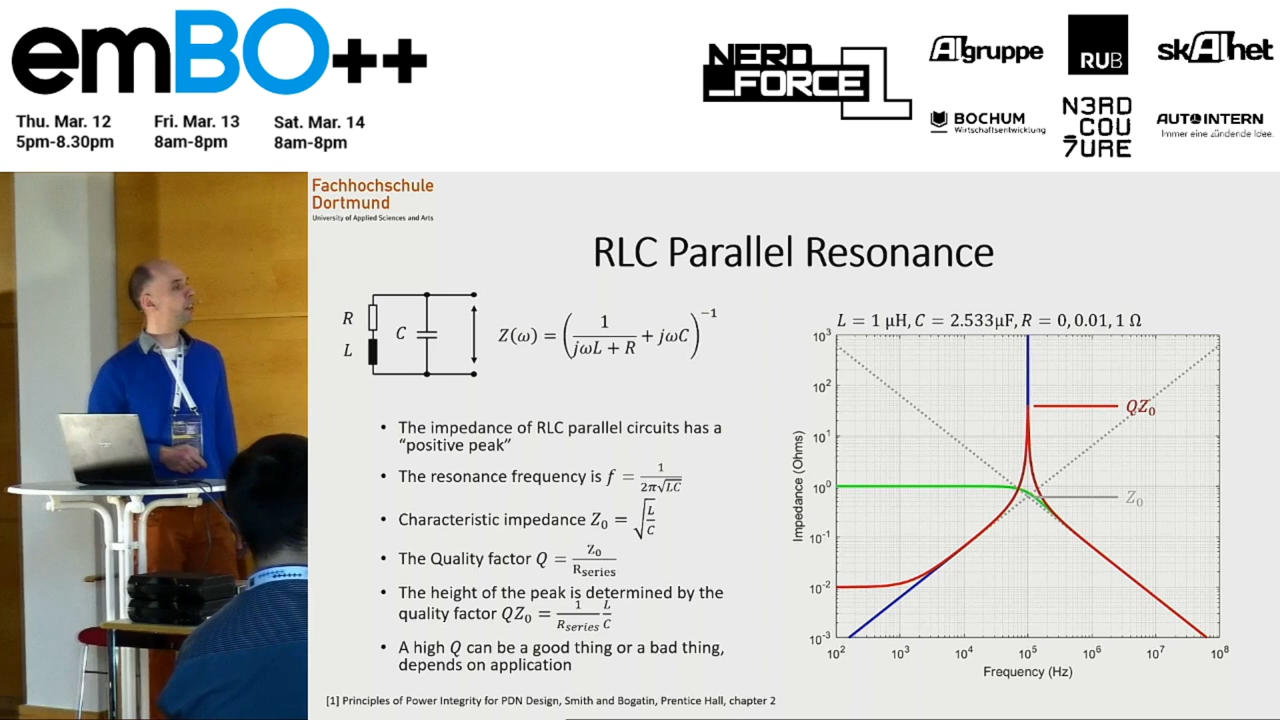 emBO++
Thu. Mar. 12
5pm-8.30pm
Fri. Mar. 13
8am-8pm
Sat. Mar. 14
8am-8pm
NERD
_FORCE1
AIgruppe
RUB
skAInet
BOCHUM
Wirtschaftsentwicklung
N3RD
COU
7URE
AUTOINTERN
Immer eine zündende Idee.
Fachhochschule
Dortmund
University of Applied Sciences and Arts
RLC Parallel Resonance
R
L
C
Z(ω) = (1/(jωL + R) + jωC)^−1
• The impedance of RLC parallel circuits has a
“positive peak”
• The resonance frequency is f = 1/(2π√LC)
• Characteristic impedance Z₀ = √(L/C)
• The Quality factor Q = Z₀/R_series
• The height of the peak is determined by the
quality factor QZ₀ = 1/R_series L/C
• A high Q can be a good thing or a bad thing,
depends on application
[1] Principles of Power Integrity for PDN Design, Smith and Bogatin, Prentice Hall, chapter 2
L = 1 μH, C = 2.533μF, R = 0, 0.01, 1 Ω
Impedance (Ohms)
10³
10²
10¹
10⁰
10⁻¹
10⁻²
10⁻³
QZ₀
Z₀
10² 10³ 10⁴ 10⁵ 10⁶ 10⁷ 10⁸
Frequency (Hz)